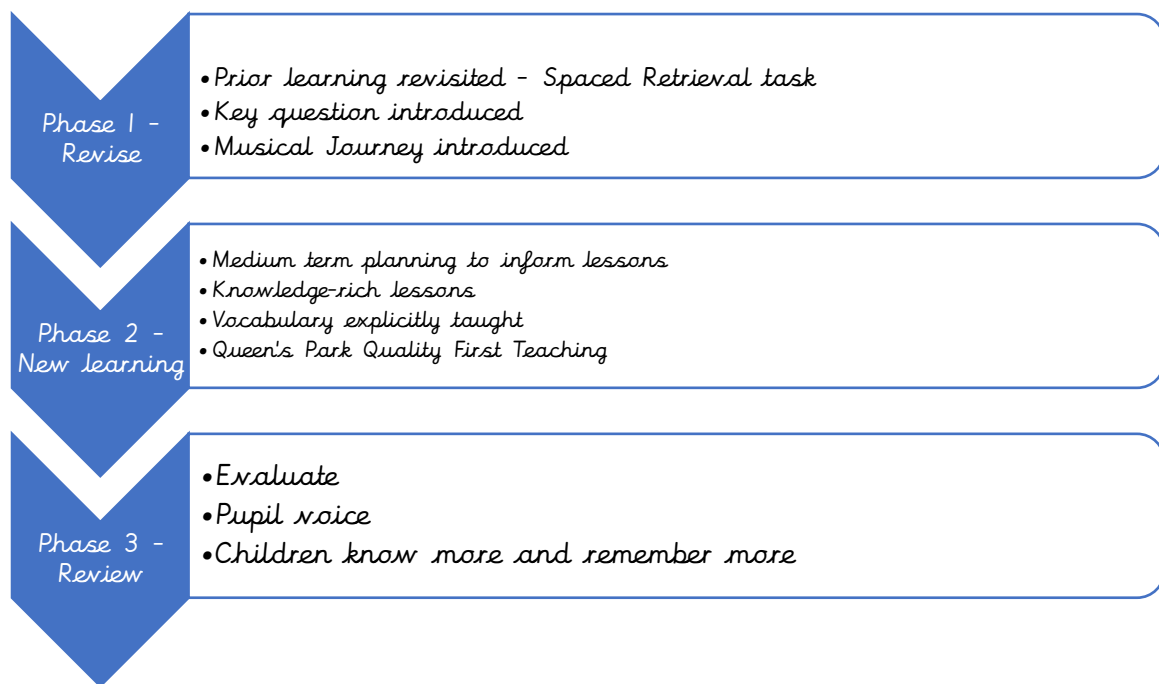 Phase 1 -
Revise
•Prior learning revisited - Spaced Retrieval task
•Key question introduced
•Musical Journey introduced
Phase 2 -
New learning
•Medium term planning to inform lessons
•Knowledge-rich lessons
•Vocabulary explicitly taught
•Queen's Park Quality First Teaching
Phase 3 -
Review
•Evaluate
•Pupil voice
•Children know more and remember more